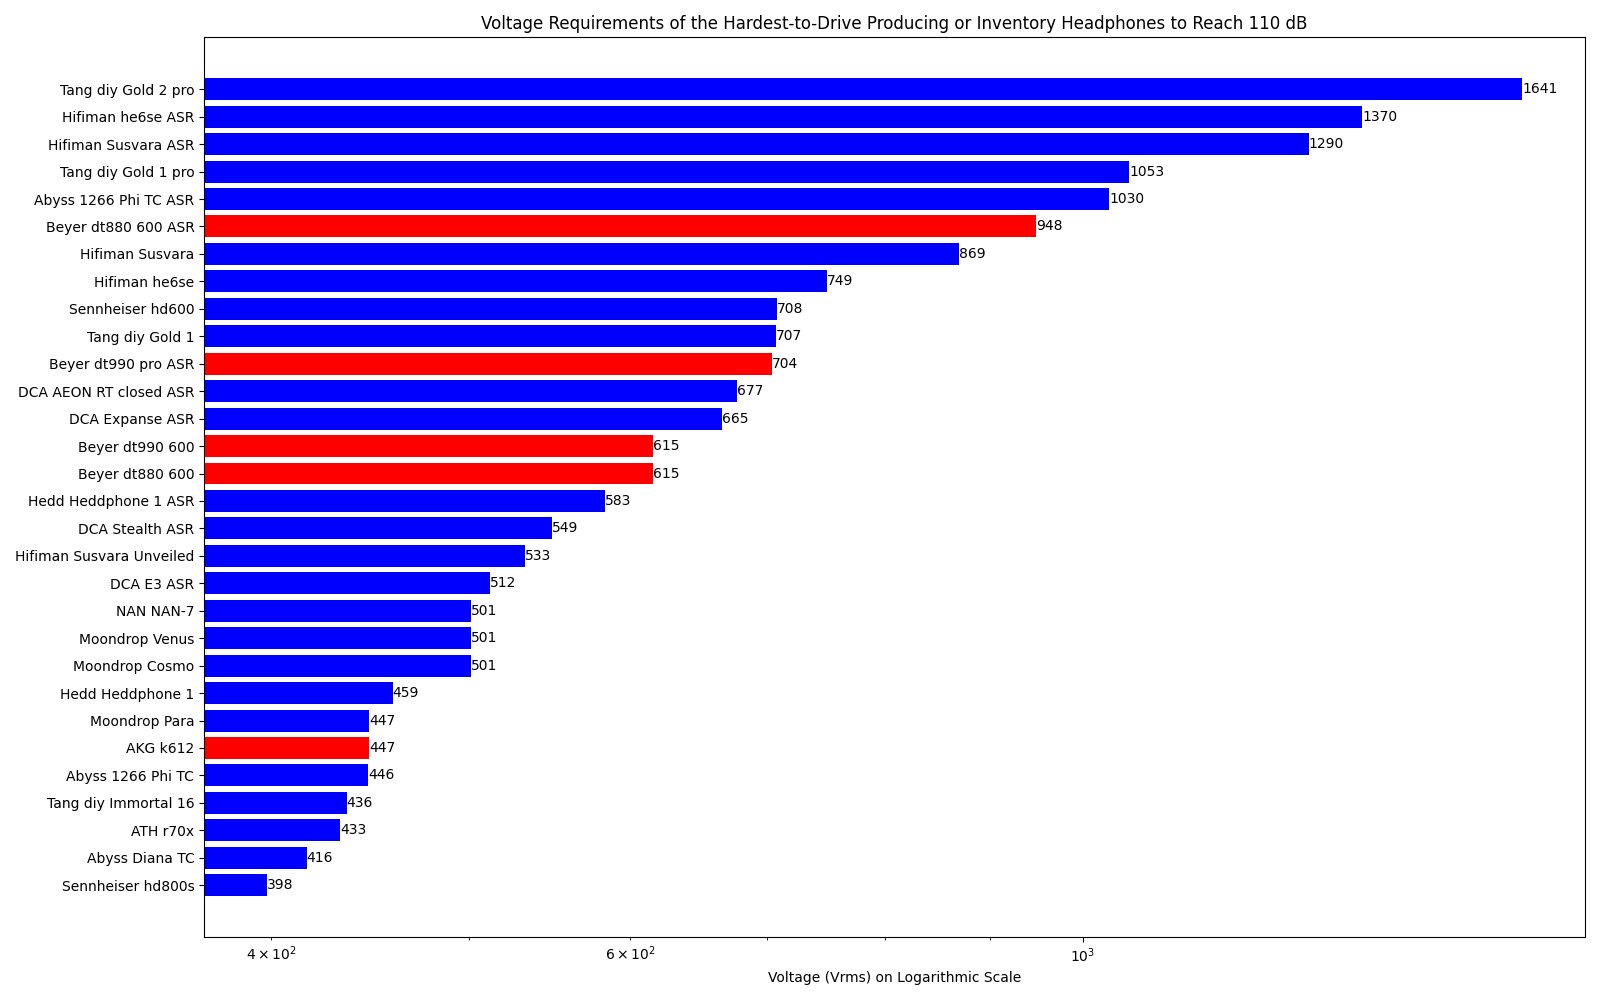 Voltage Requirements of the Hardest-to-Drive Producing or Inventory Headphones to Reach 110 dB
Tang diy Gold 2 pro 1641
Hifiman he6se ASR 1370
Hifiman Susvara ASR 1290
Tang diy Gold 1 pro 1053
Abyss 1266 Phi TC ASR 1030
Beyer dt880 600 ASR 948
Hifiman Susvara 869
Hifiman he6se 749
Sennheiser hd600 708
Tang diy Gold 1 707
Beyer dt990 pro ASR 704
DCA AEON RT closed ASR 677
DCA Expanse ASR 665
Beyer dt990 600 615
Beyer dt880 600 615
Hedd Heddphone 1 ASR 583
DCA Stealth ASR 549
Hifiman Susvara Unveiled 533
DCA E3 ASR 512
NAN NAN-7 501
Moondrop Venus 501
Moondrop Cosmo 501
Hedd Heddphone 1 459
Moondrop Para 447
AKG k612 447
Abyss 1266 Phi TC 446
Tang diy Immortal 16 436
ATH r70x 433
Abyss Diana TC 416
Sennheiser hd800s 398
4 × 10² 6 × 10² 10³
Voltage (Vrms) on Logarithmic Scale